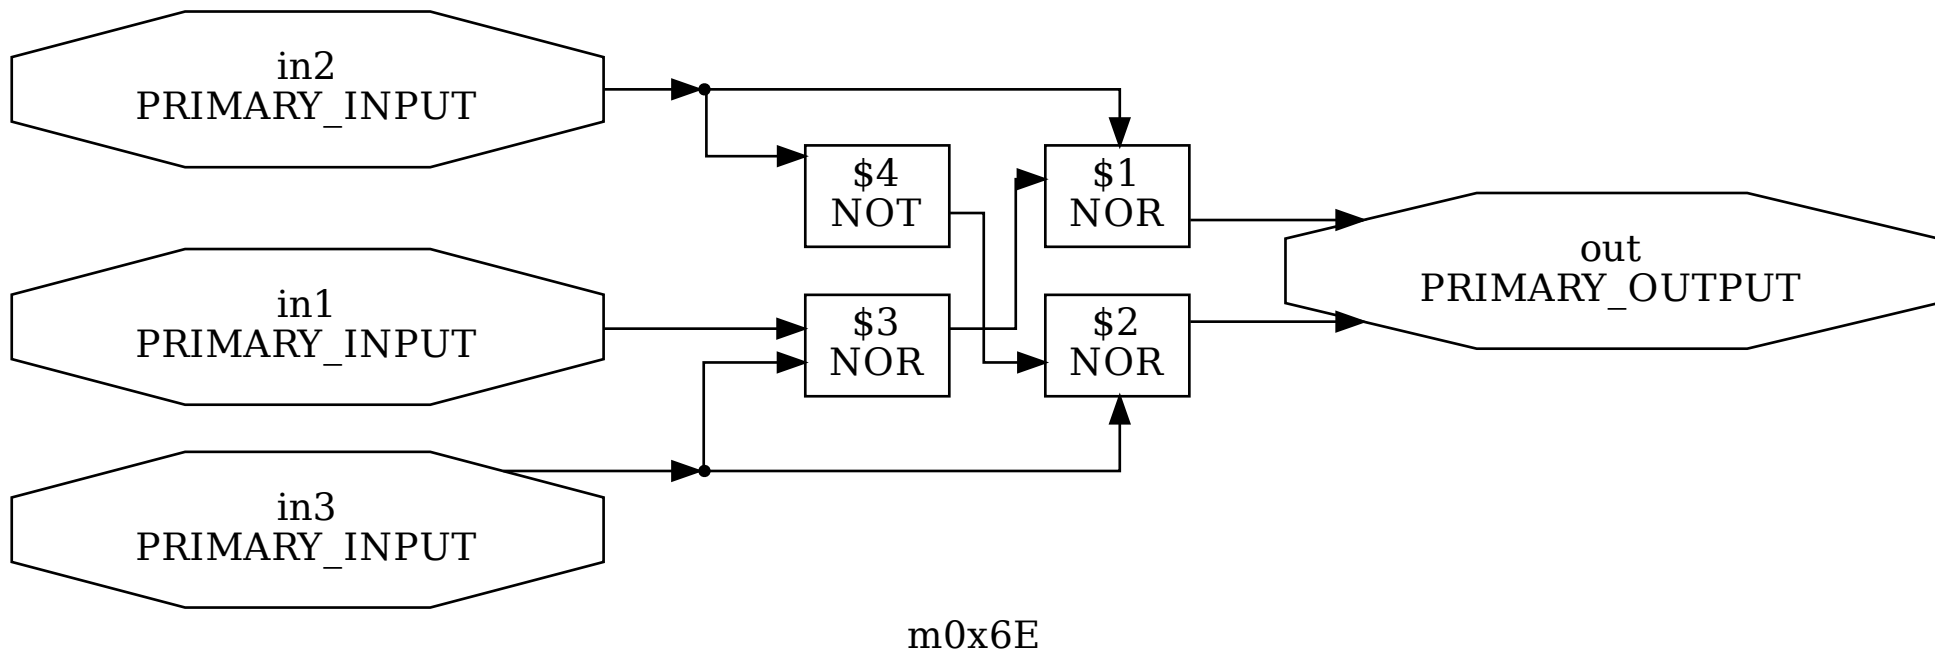 in2
PRIMARY_INPUT
$4
NOT
$1
NOR
in1
PRIMARY_INPUT
$3
NOR
$2
NOR
out
PRIMARY_OUTPUT
in3
PRIMARY_INPUT
m0x6E